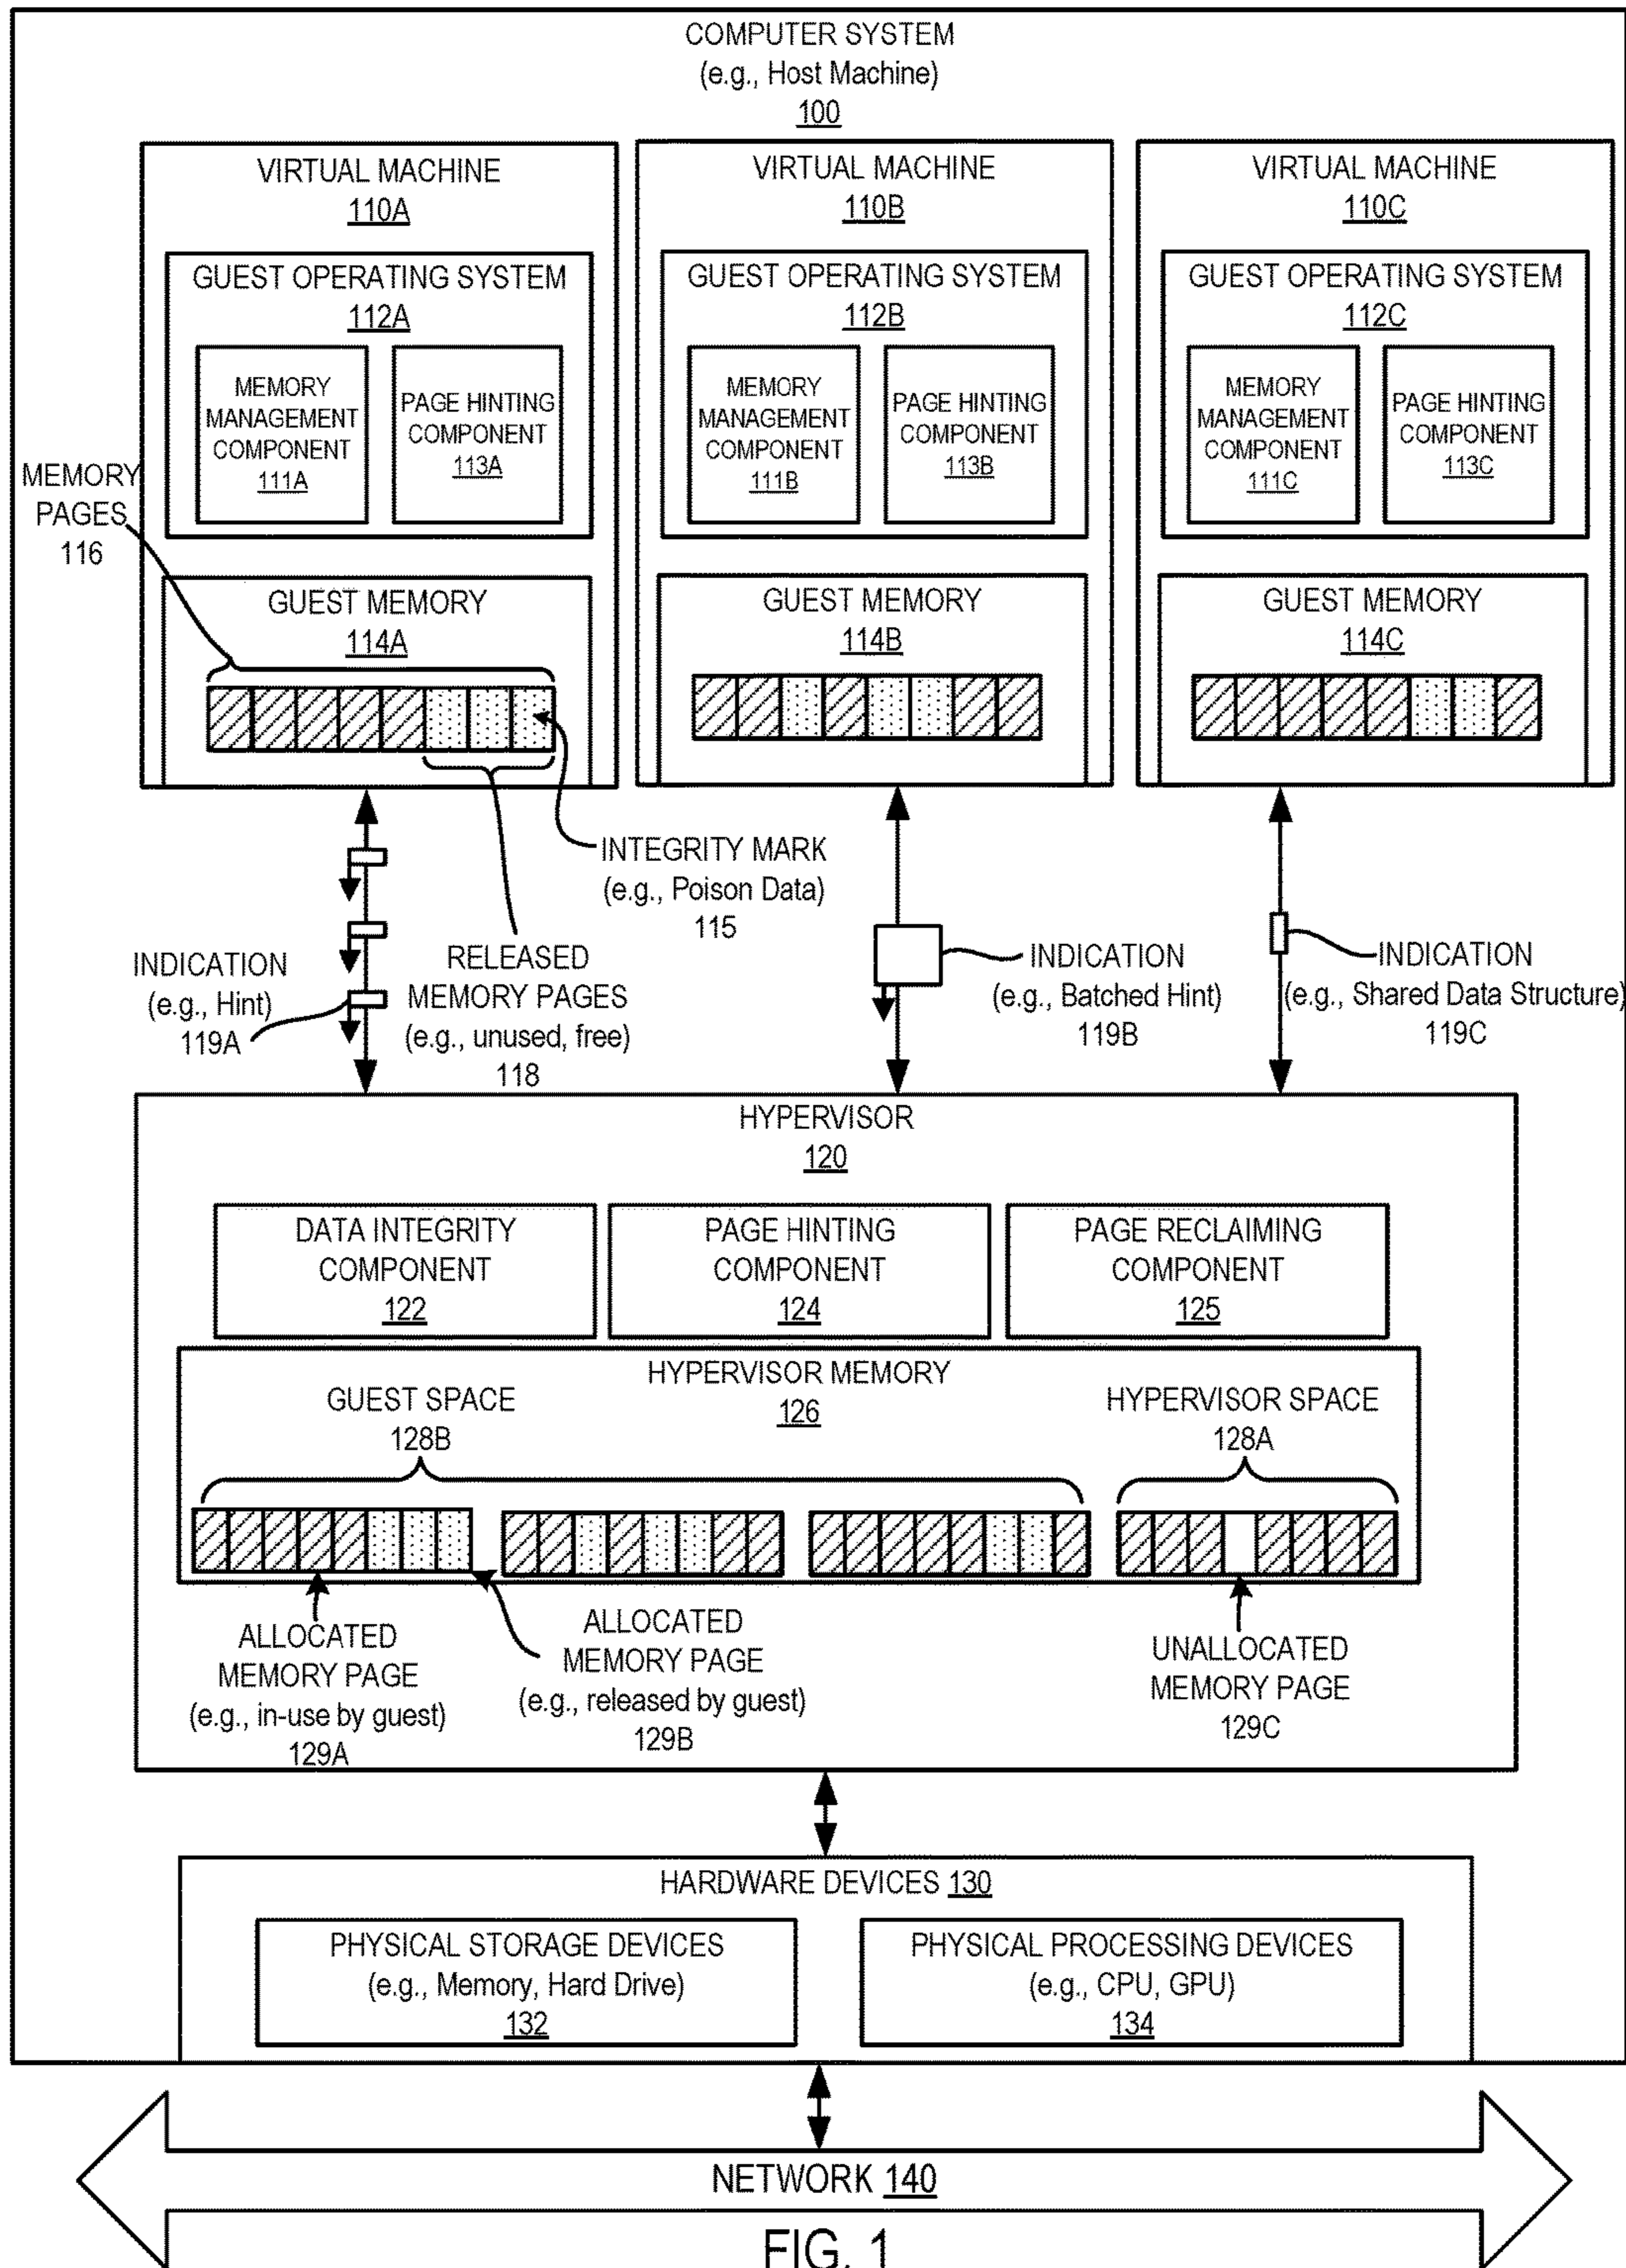 COMPUTER SYSTEM
(e.g., Host Machine)
100
VIRTUAL MACHINE
110A
GUEST OPERATING SYSTEM
112A
MEMORY
MANAGEMENT
COMPONENT
111A
PAGE HINTING
COMPONENT
113A
MEMORY
PAGES
116
GUEST MEMORY
114A
VIRTUAL MACHINE
110B
GUEST OPERATING SYSTEM
112B
MEMORY
MANAGEMENT
COMPONENT
111B
PAGE HINTING
COMPONENT
113B
GUEST MEMORY
114B
VIRTUAL MACHINE
110C
GUEST OPERATING SYSTEM
112C
MEMORY
MANAGEMENT
COMPONENT
111C
PAGE HINTING
COMPONENT
113C
GUEST MEMORY
114C
INDICATION
(e.g., Hint)
119A
RELEASED
MEMORY PAGES
(e.g., unused, free)
118
INTEGRITY MARK
(e.g., Poison Data)
115
INDICATION
(e.g., Batched Hint)
119B
INDICATION
(e.g., Shared Data Structure)
119C
HYPERVISOR
120
DATA INTEGRITY
COMPONENT
122
PAGE HINTING
COMPONENT
124
PAGE RECLAIMING
COMPONENT
125
HYPERVISOR MEMORY
126
GUEST SPACE
128B
HYPERVISOR SPACE
128A
ALLOCATED
MEMORY PAGE
(e.g., in-use by guest)
129A
ALLOCATED
MEMORY PAGE
(e.g., released by guest)
129B
UNALLOCATED
MEMORY PAGE
129C
HARDWARE DEVICES 130
PHYSICAL STORAGE DEVICES
(e.g., Memory, Hard Drive)
132
PHYSICAL PROCESSING DEVICES
(e.g., CPU, GPU)
134
NETWORK 140
FIG. 1